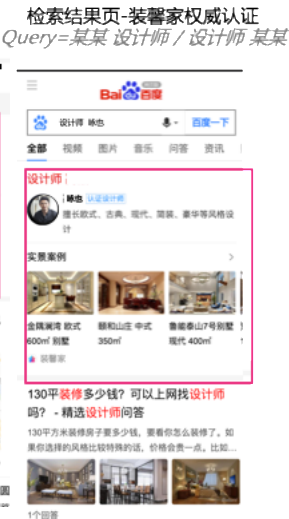 检索结果页-装馨家权威认证
Query=某某 设计师 / 设计师 某某
Bai 百度
设计师 咏也 百度一下
全部 视频 图片 音乐 问答 资讯
设计师
咏也 认证设计师
擅长欧式、古典、现代、简装、豪华等风格设
计
实景案例
金隅澜湾 欧式 颐和山庄 中式 鲁能泰山7号别墅
600㎡ 别墅 350㎡ 现代 400㎡
装馨家
130平装修多少钱？可以上网找设计师
吗？ - 精选设计师问答
130平方米装修房子要多少钱，要看你怎么装修了。如
果你选择的风格比较特殊的话，价格会贵一点。比如...
1个回答
圆